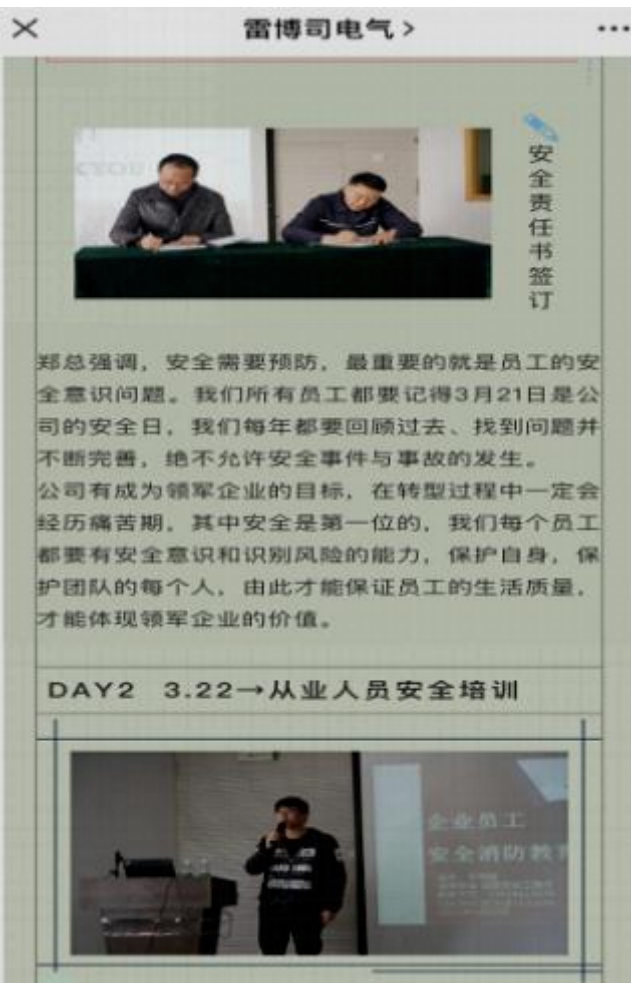 雷博司电气 >
安全责任书签订
郑总强调，安全需要预防，最重要的就是员工的安
全意识问题。我们所有员工都要记得3月21日是公
司的安全日，我们每年都要回顾过去、找到问题并
不断完善，绝不允许安全事件与事故的发生。
公司有成为领军企业的目标，在转型过程中一定会
经历痛苦期，其中安全是第一位的，我们每个员工
都要有安全意识和识别风险的能力，保护自身，保
护团队的每个人，由此才能保证员工的生活质量，
才能体现领军企业的价值。
DAY2 3.22→从业人员安全培训
企业员工
安全消防教育